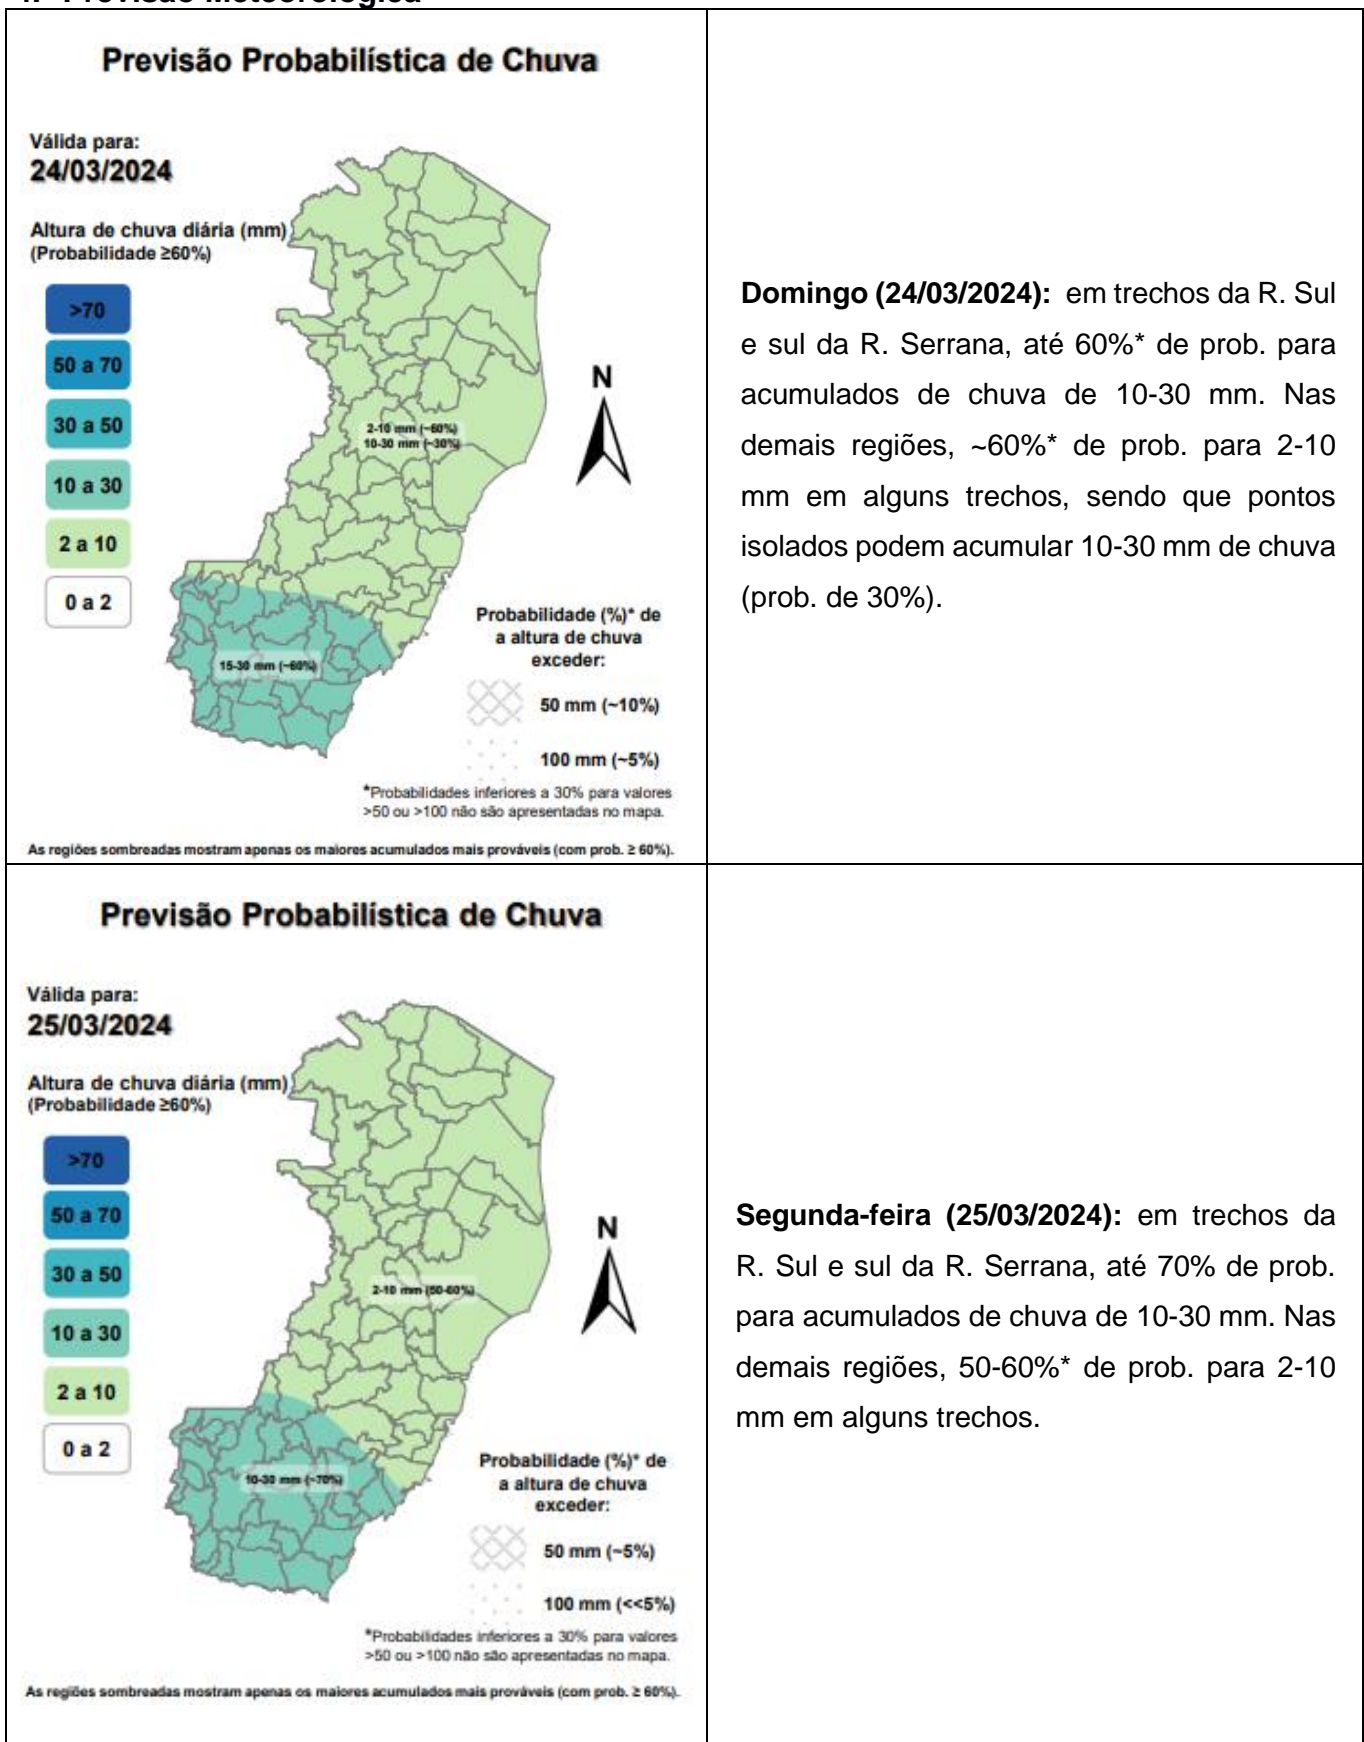 Previsão Probabilística de Chuva
Válida para:
24/03/2024
Altura de chuva diária (mm)
(Probabilidade ≥60%)
>70
50 a 70
30 a 50
10 a 30
2 a 10
0 a 2
N
2-10 mm (~60%)
10-30 mm (~30%)
15-30 mm (~60%)
Probabilidade (%)* de
a altura de chuva
exceder:
50 mm (~10%)
100 mm (~5%)
*Probabilidades inferiores a 30% para valores
>50 ou >100 não são apresentadas no mapa.
As regiões sombreadas mostram apenas os maiores acumulados mais prováveis (com prob. ≥ 60%).
Domingo (24/03/2024): em trechos da R. Sul
e sul da R. Serrana, até 60%* de prob. para
acumulados de chuva de 10-30 mm. Nas
demais regiões, ~60%* de prob. para 2-10
mm em alguns trechos, sendo que pontos
isolados podem acumular 10-30 mm de chuva
(prob. de 30%).
Previsão Probabilística de Chuva
Válida para:
25/03/2024
Altura de chuva diária (mm)
(Probabilidade ≥60%)
>70
50 a 70
30 a 50
10 a 30
2 a 10
0 a 2
N
2-10 mm (50-60%)
10-30 mm (~70%)
Probabilidade (%)* de
a altura de chuva
exceder:
50 mm (~5%)
100 mm (<<5%)
*Probabilidades inferiores a 30% para valores
>50 ou >100 não são apresentadas no mapa.
As regiões sombreadas mostram apenas os maiores acumulados mais prováveis (com prob. ≥ 60%).
Segunda-feira (25/03/2024): em trechos da
R. Sul e sul da R. Serrana, até 70% de prob.
para acumulados de chuva de 10-30 mm. Nas
demais regiões, 50-60%* de prob. para 2-10
mm em alguns trechos.